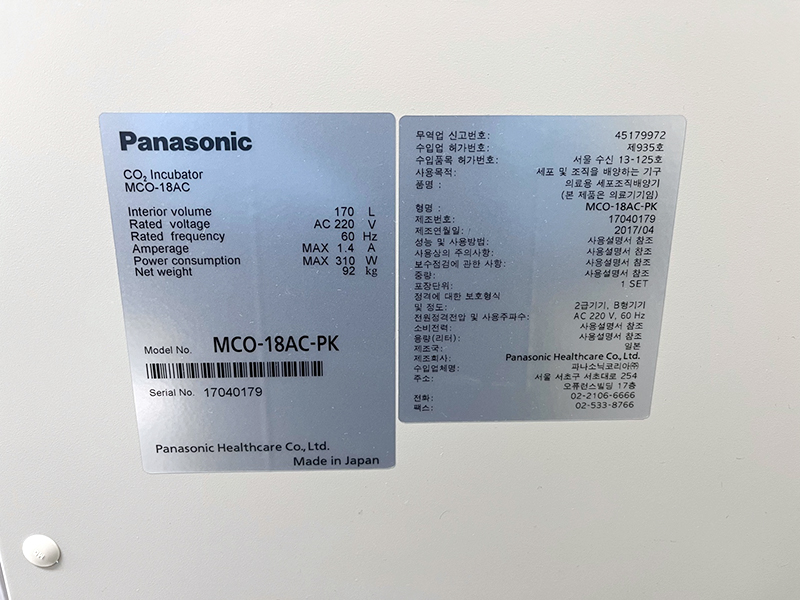 Panasonic
CO₂ Incubator
MCO-18AC
Interior volume 170 L
Rated voltage AC 220 V
Rated frequency 60 Hz
Amperage MAX 1.4 A
Power consumption MAX 310 W
Net weight 92 kg
Model No. MCO-18AC-PK
Serial No. 17040179
Panasonic Healthcare Co., Ltd.
Made in Japan
무역업 신고번호: 45179972
수입업 허가번호: 제935호
수입품목 허가번호: 서울 수신 13-125호
사용목적: 세포 및 조직을 배양하는 기구
품명: 의료용 세포조직배양기
(본 제품은 의료기기임)
형명: MCO-18AC-PK
제조번호: 17040179
제조연월일: 2017/04
성능 및 사용방법: 사용설명서 참조
사용상의 주의사항: 사용설명서 참조
보수점검에 관한 사항: 사용설명서 참조
중량: 사용설명서 참조
포장단위: 1 SET
정격에 대한 보호형식
및 정도: 2급기기, B형기기
전원정격전압 및 사용주파수: AC 220 V, 60 Hz
소비전력: 사용설명서 참조
용량(리터): 사용설명서 참조
제조국: 일본
제조회사: Panasonic Healthcare Co., Ltd.
수입업체명: 파나소닉코리아㈜
주소: 서울 서초구 서초대로 254
오퓨런스빌딩 17층
전화: 02-2106-6666
팩스: 02-533-8766